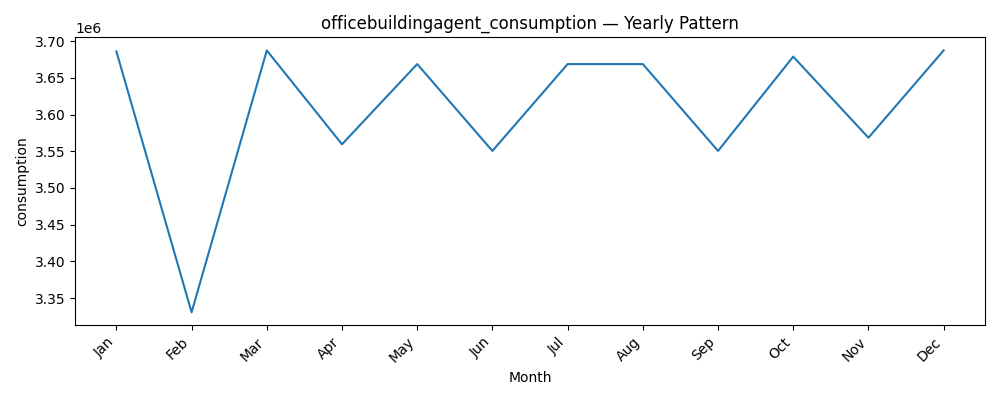 officebuildingagent_consumption — Yearly Pattern
1e6
3.70
3.65
3.60
3.55
3.50
3.45
3.40
3.35
consumption
Jan
Feb
Mar
Apr
May
Jun
Jul
Aug
Sep
Oct
Nov
Dec
Month